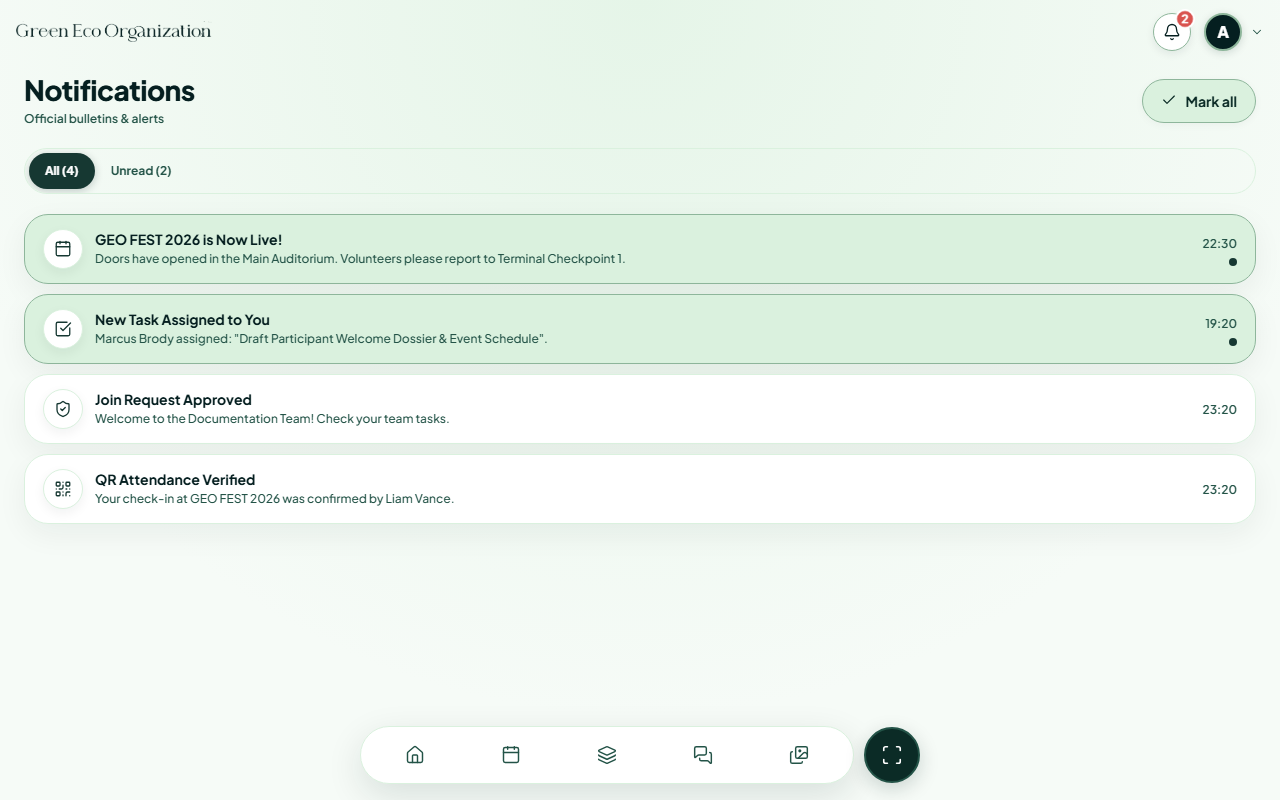 Green Eco Organization
2
A
Notifications
Official bulletins & alerts
Mark all
All (4)
Unread (2)
GEO FEST 2026 is Now Live!
Doors have opened in the Main Auditorium. Volunteers please report to Terminal Checkpoint 1.
22:30
New Task Assigned to You
Marcus Brody assigned: "Draft Participant Welcome Dossier & Event Schedule".
19:20
Join Request Approved
Welcome to the Documentation Team! Check your team tasks.
23:20
QR Attendance Verified
Your check-in at GEO FEST 2026 was confirmed by Liam Vance.
23:20